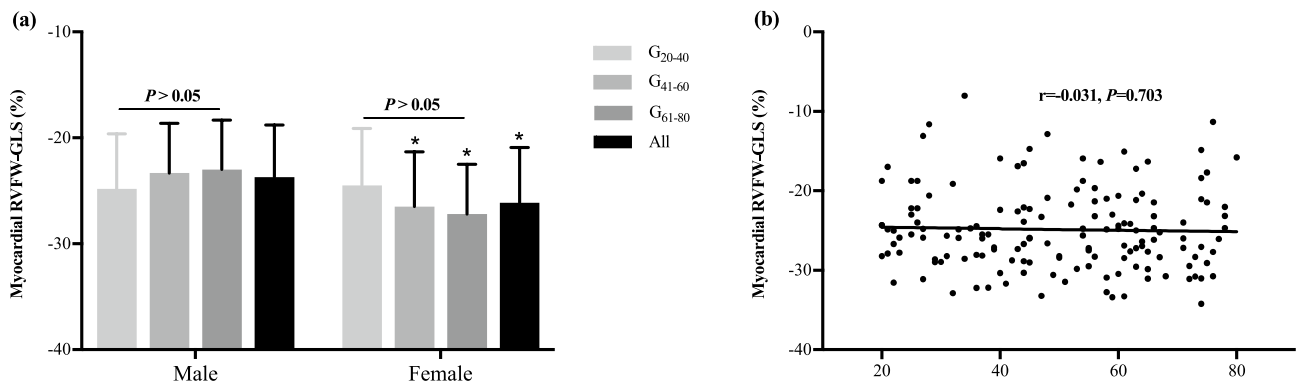 (a)
Myocardial RVFW-GLS (%)
-10
-20
-30
-40
P > 0.05
P > 0.05
*
*
*
Male
Female
G20-40
G41-60
G61-80
All
(b)
Myocardial RVFW-GLS (%)
0
-10
-20
-30
-40
r=-0.031, P=0.703
20
40
60
80